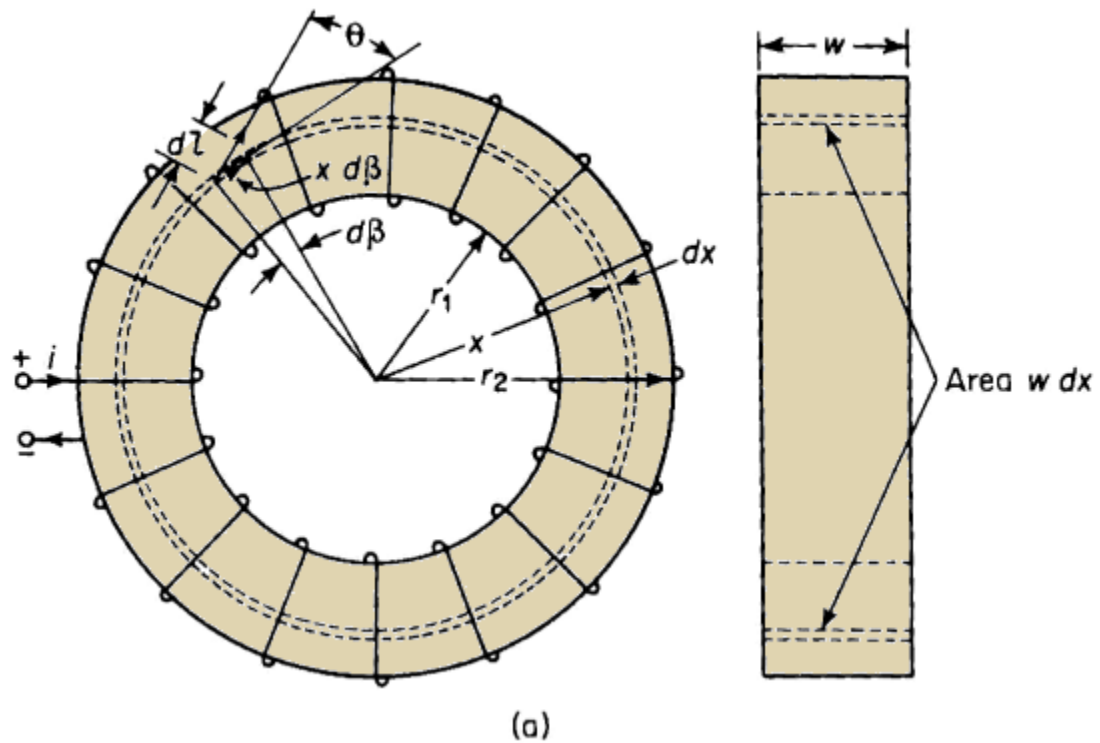 θ
w
dl
x dβ
dβ
dx
r₁
x
+ i
r₂
Area w dx
−
(a)